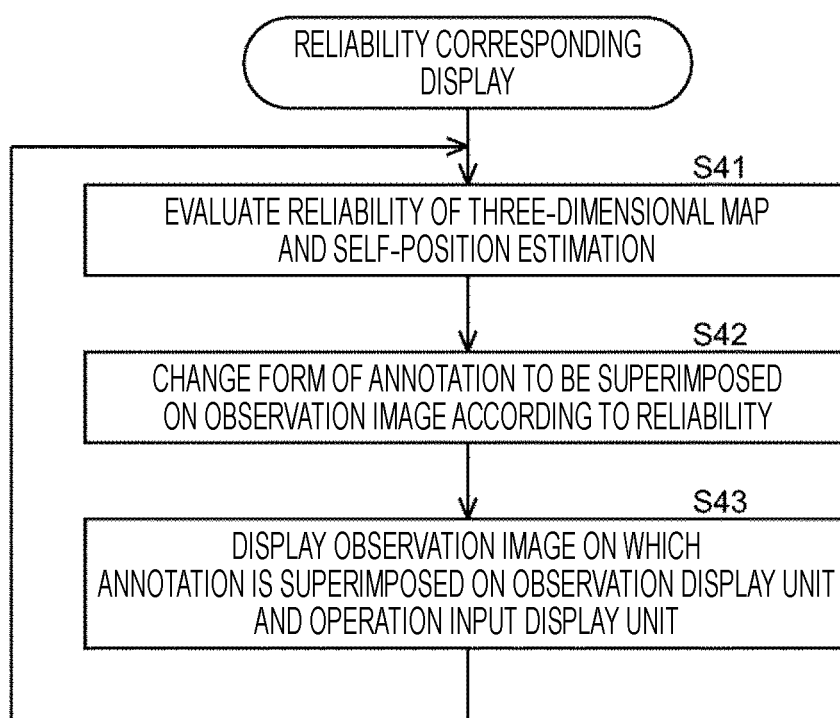 RELIABILITY CORRESPONDING
DISPLAY
S41
EVALUATE RELIABILITY OF THREE-DIMENSIONAL MAP
AND SELF-POSITION ESTIMATION
S42
CHANGE FORM OF ANNOTATION TO BE SUPERIMPOSED
ON OBSERVATION IMAGE ACCORDING TO RELIABILITY
S43
DISPLAY OBSERVATION IMAGE ON WHICH
ANNOTATION IS SUPERIMPOSED ON OBSERVATION DISPLAY UNIT
AND OPERATION INPUT DISPLAY UNIT